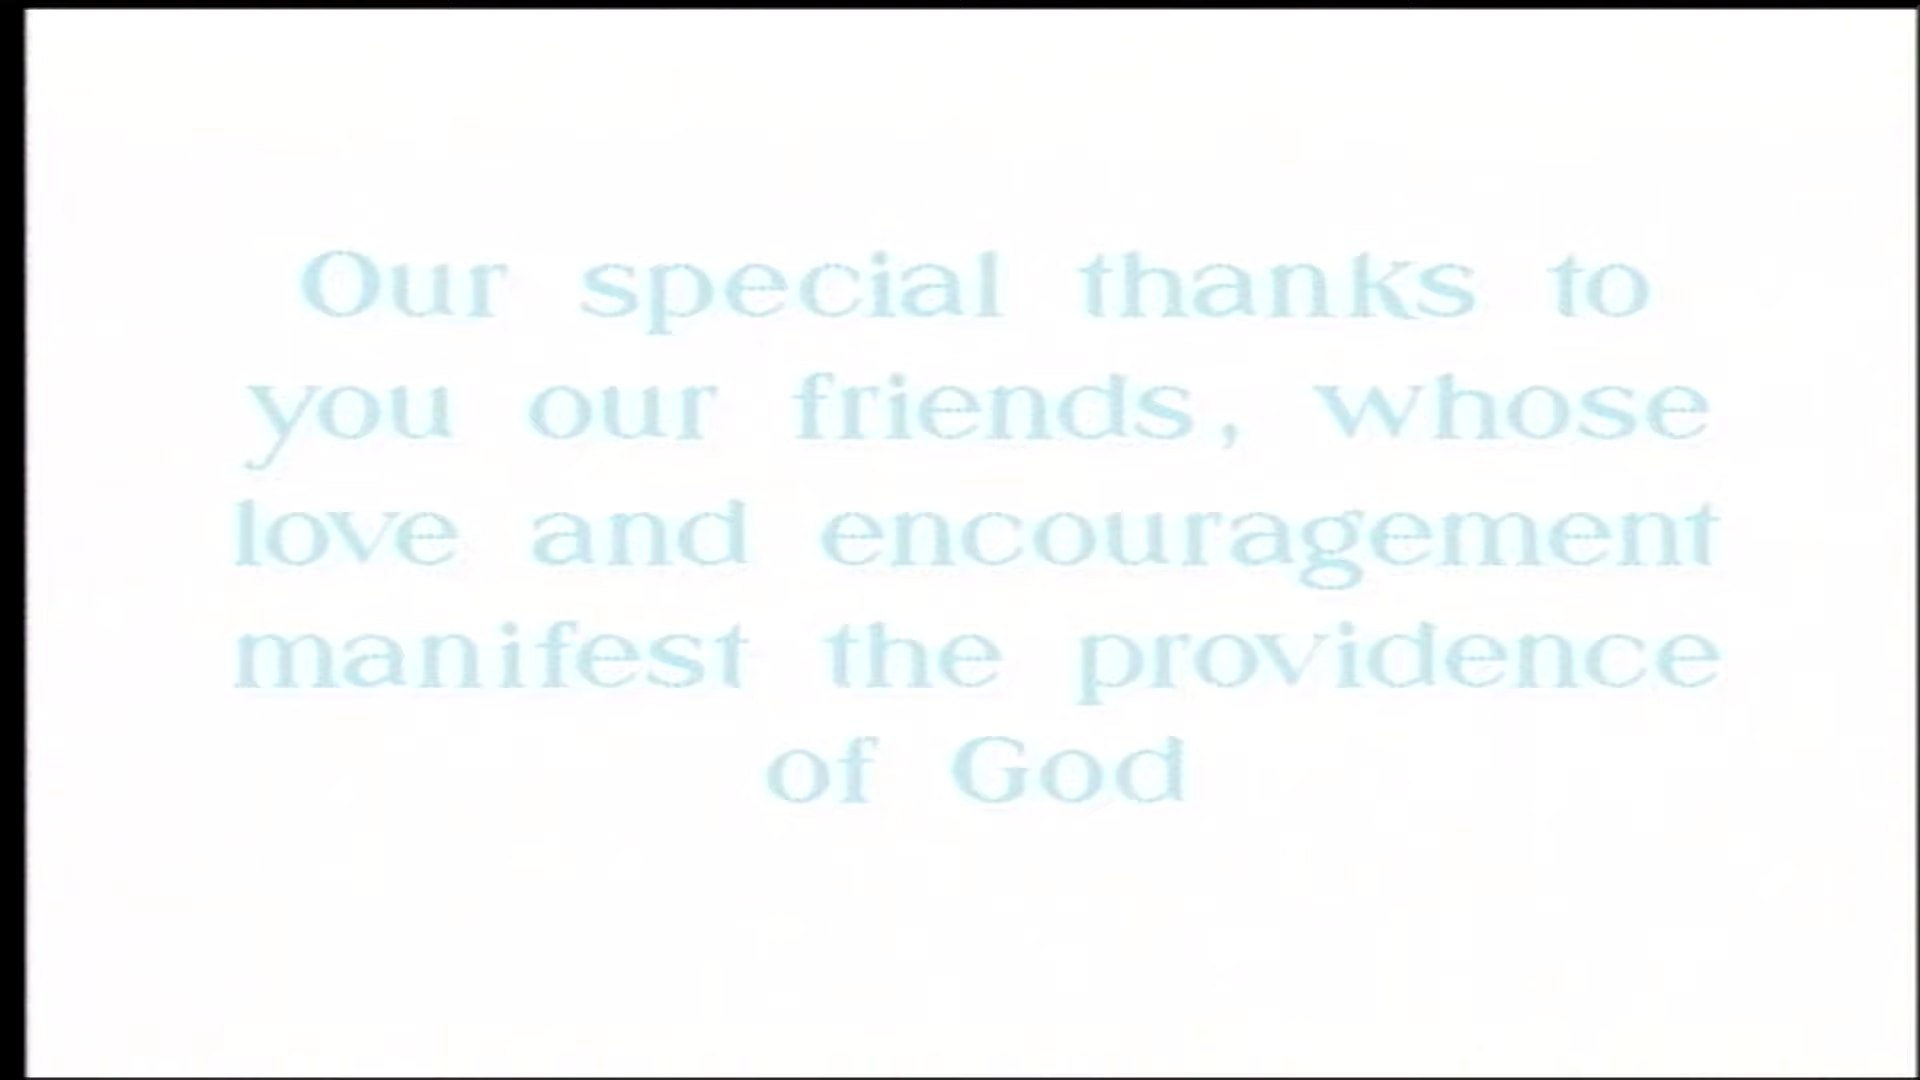 Our special thanks to
you our friends, whose
love and encouragement
manifest the providence
of God